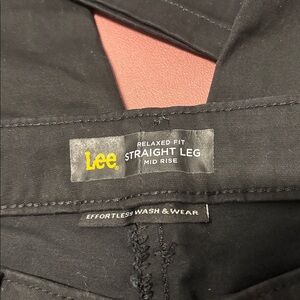 Lee
RELAXED FIT
STRAIGHT LEG
MID RISE
EFFORTLESS WASH & WEAR